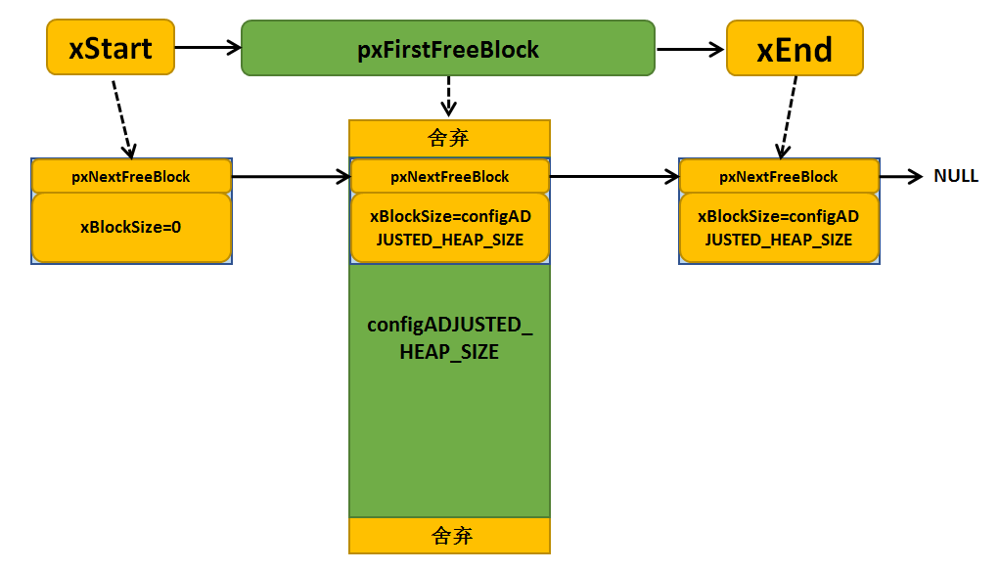 xStart
pxFirstFreeBlock
xEnd
舍弃
pxNextFreeBlock
pxNextFreeBlock
pxNextFreeBlock
NULL
xBlockSize=0
xBlockSize=configAD
JUSTED_HEAP_SIZE
xBlockSize=configAD
JUSTED_HEAP_SIZE
configADJUSTED_
HEAP_SIZE
舍弃